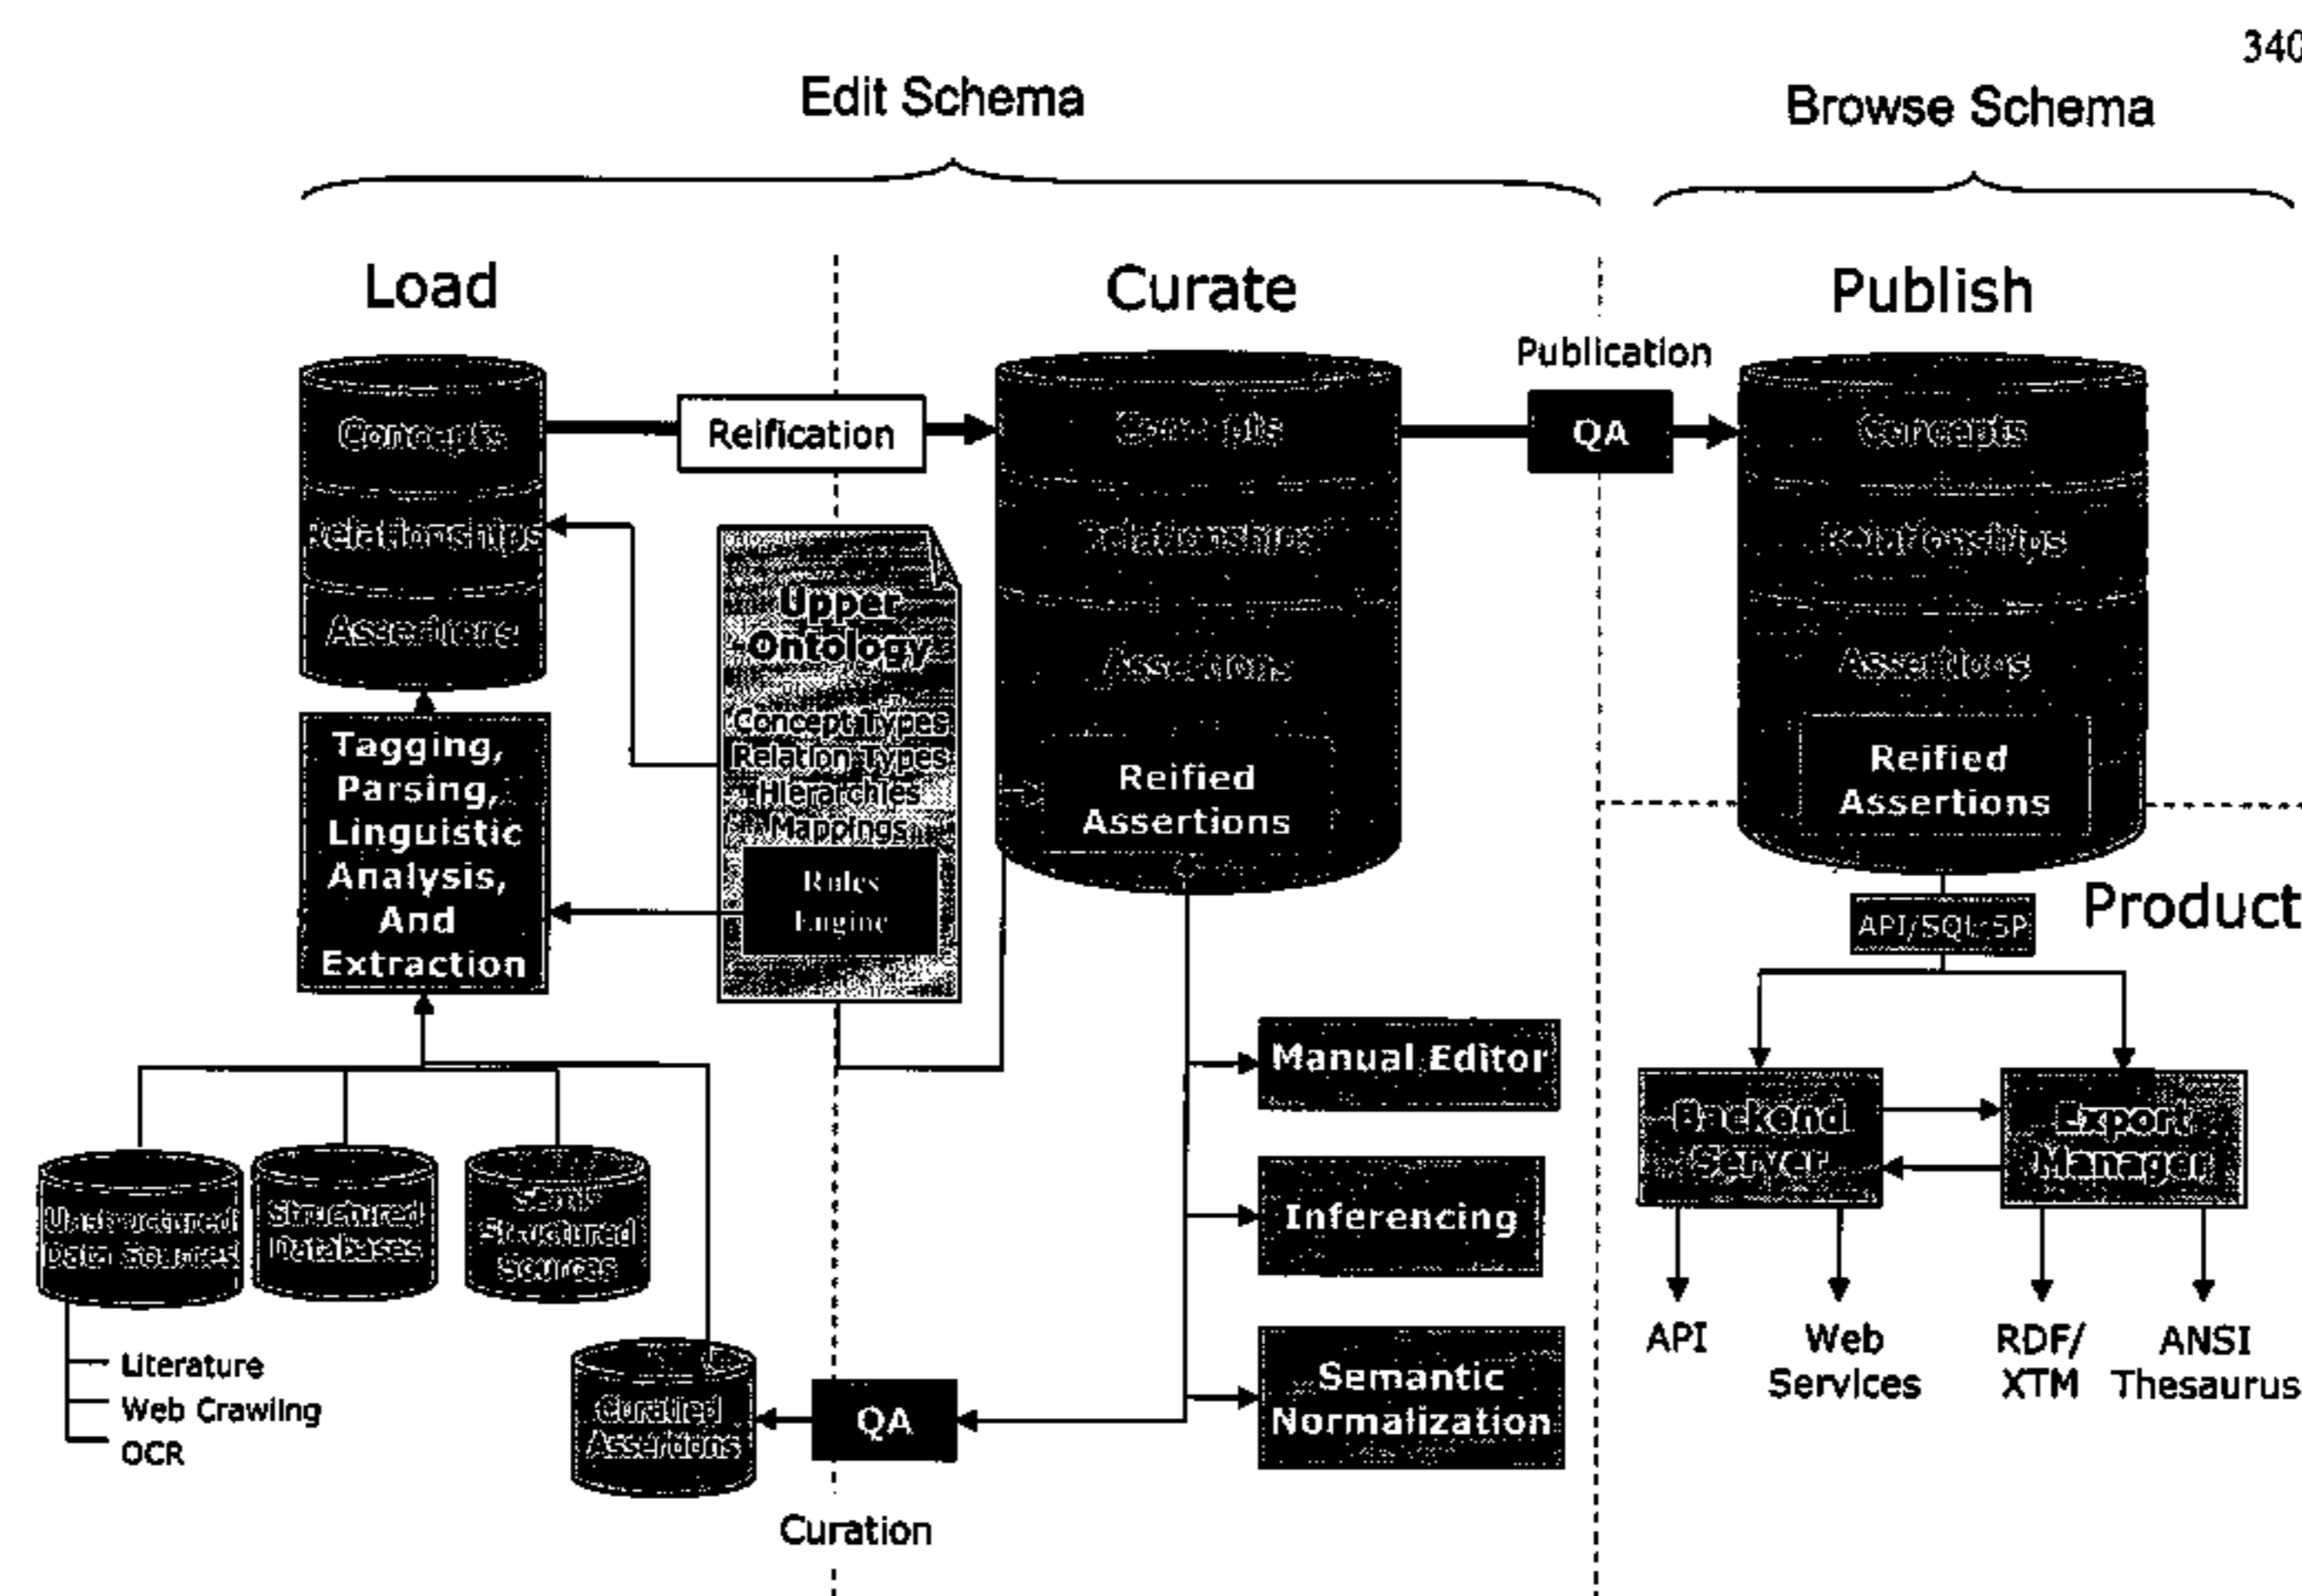 340
Edit Schema
Browse Schema
Load
Curate
Publish
Publication
Concepts
Relationships
Assertions
Reification
Concepts
Relationships
Assertions
Reified
Assertions
QA
Concepts
Relationships
Assertions
Reified
Assertions
Upper
Ontology
Concept Types
Relation Types
Hierarchies
Mappings
Rules
Engine
Tagging,
Parsing,
Linguistic
Analysis,
And
Extraction
Product
API/SQL SP
Manual Editor
Inferencing
Semantic
Normalization
Backend
Server
Export
Manager
API
Web
Services
RDF/
XTM
ANSI
Thesaurus
Unstructured
Data Sources
Structured
Databases
Structured
Sources
Literature
Web Crawling
OCR
Assertions
QA
Curation